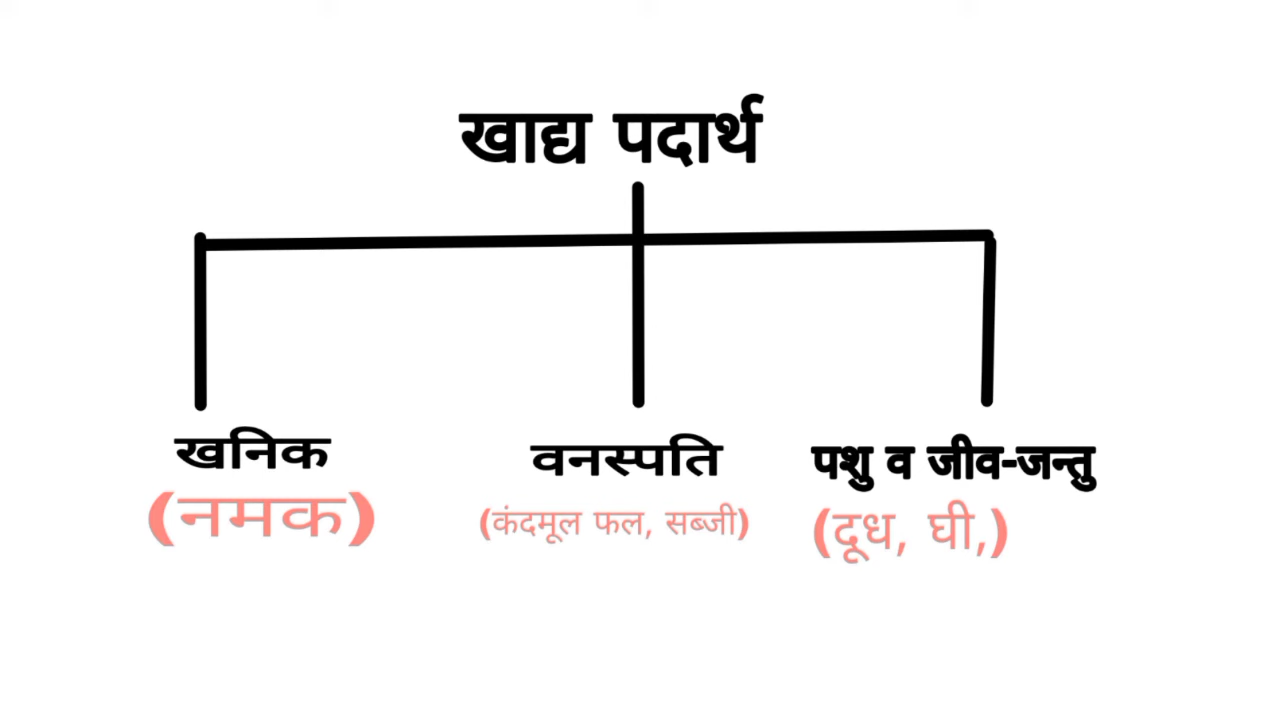 खाद्य पदार्थ
खनिक वनस्पति पशु व जीव-जन्तु
(नमक) (कंदमूल फल, सब्जी) (दूध, घी,)